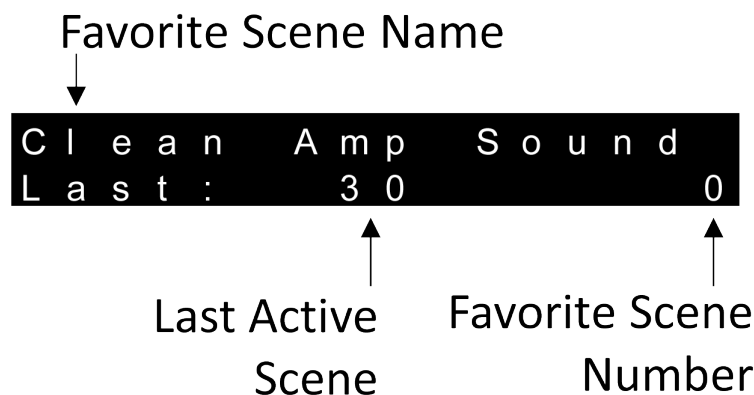 Favorite Scene Name
Clean Amp Sound
Last: 30 0
Last Active
Scene
Favorite Scene
Number